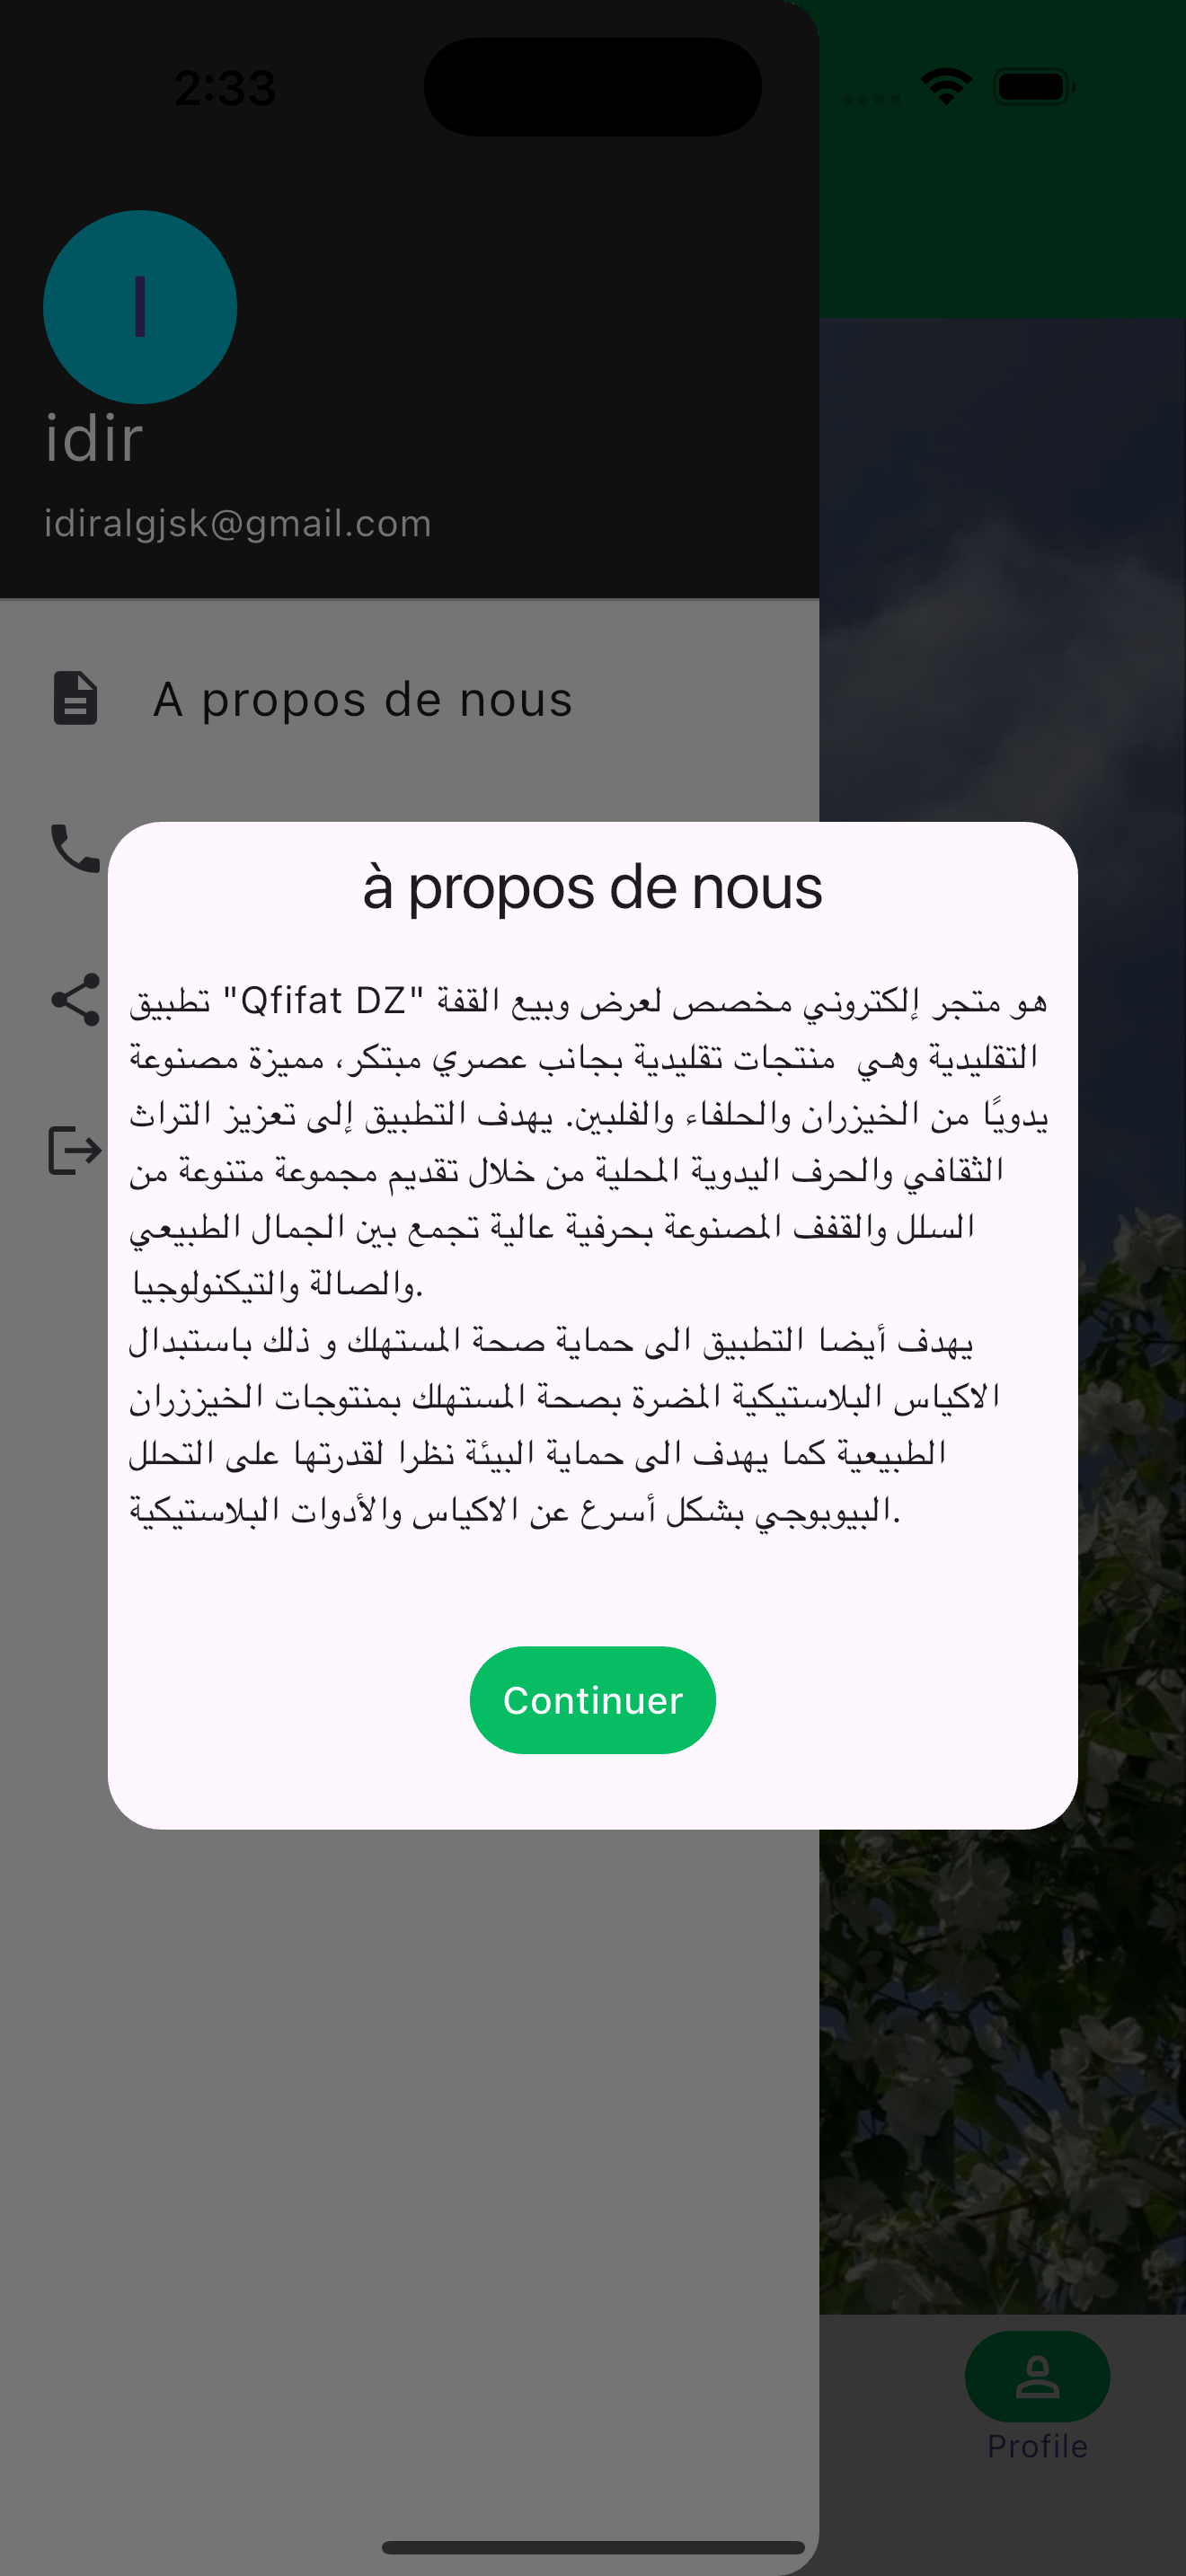 2:33
I
idir
idiralgjsk@gmail.com
A propos de nous
à propos de nous
تطبيق "Qfifat DZ" هو متجر إلكتروني مخصص لعرض وبيع القفة
التقليدية وهي  منتجات تقليدية بجانب عصري مبتكر، مميزة مصنوعة
يدويًا من الخيزران والحلفاء والفلبين. يهدف التطبيق إلى تعزيز التراث
الثقافي والحرف اليدوية المحلية من خلال تقديم مجموعة متنوعة من
السلل والقفف المصنوعة بحرفية عالية تجمع بين الجمال الطبيعي
والصالة والتيكنولوجيا.
يهدف أيضا التطبيق الى حماية صحة المستهلك و ذلك باستبدال
الاكياس البلاستيكية المضرة بصحة المستهلك بمنتوجات الخيززران
الطبيعية كما يهدف الى حماية البيئة نظرا لقدرتها على التحلل
البيوبوجي بشكل أسرع عن الاكياس والأدوات البلاستيكية.
Continuer
Profile